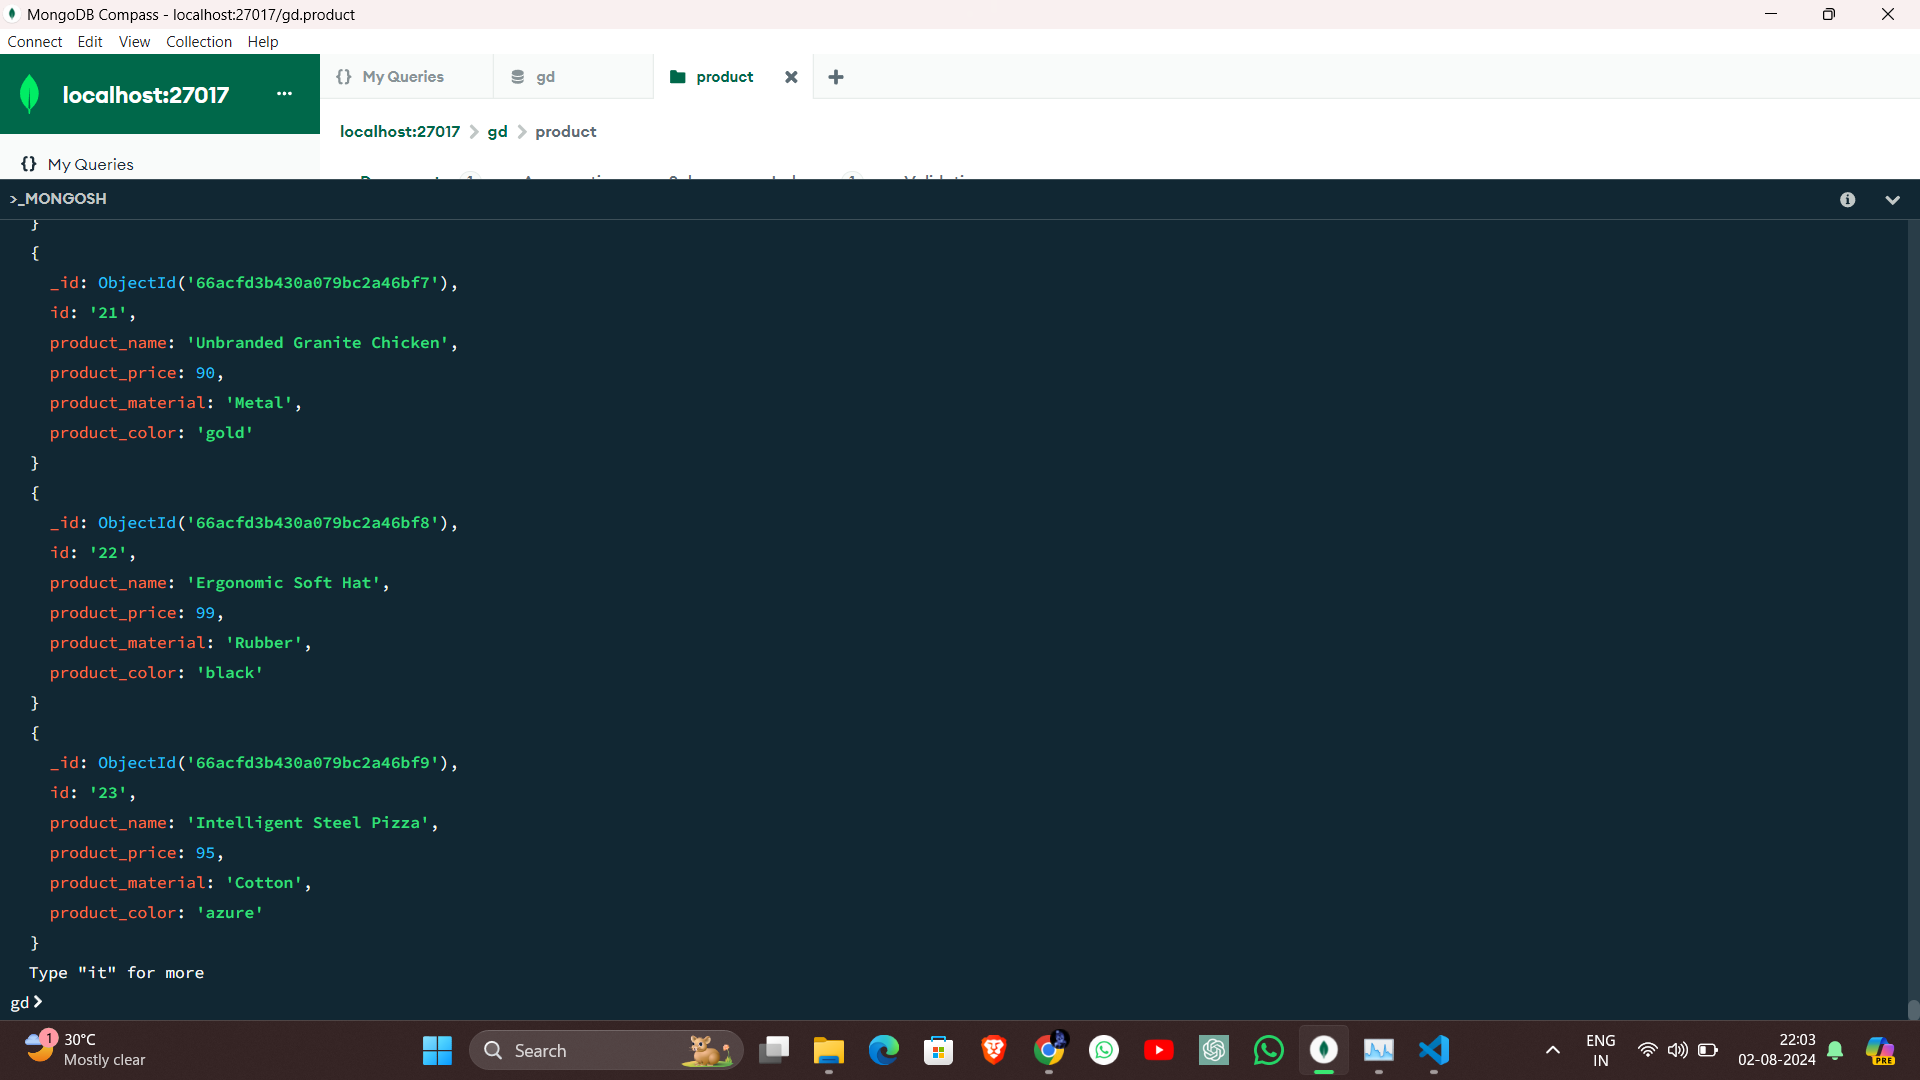 MongoDB Compass - localhost:27017/gd.product
Connect Edit View Collection Help
localhost:27017 ...
My Queries gd product
localhost:27017 > gd > product
{} My Queries
>_MONGOSH
}
{
_id: ObjectId('66acfd3b430a079bc2a46bf7'),
id: '21',
product_name: 'Unbranded Granite Chicken',
product_price: 90,
product_material: 'Metal',
product_color: 'gold'
}
{
_id: ObjectId('66acfd3b430a079bc2a46bf8'),
id: '22',
product_name: 'Ergonomic Soft Hat',
product_price: 99,
product_material: 'Rubber',
product_color: 'black'
}
{
_id: ObjectId('66acfd3b430a079bc2a46bf9'),
id: '23',
product_name: 'Intelligent Steel Pizza',
product_price: 95,
product_material: 'Cotton',
product_color: 'azure'
}
Type "it" for more
gd>
1 30°C
Mostly clear
Search
ENG
IN
22:03
02-08-2024
PRE